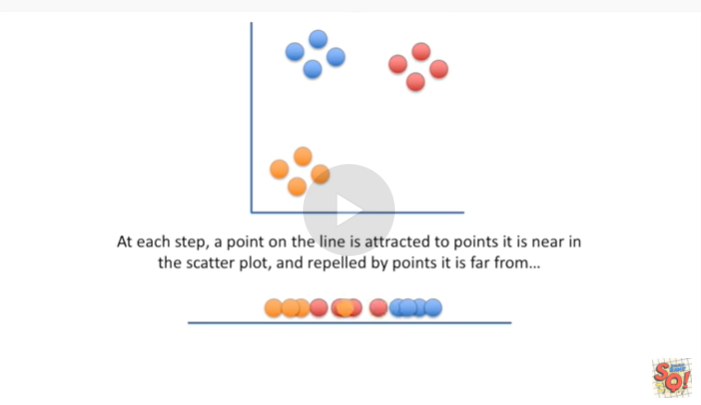 At each step, a point on the line is attracted to points it is near in
the scatter plot, and repelled by points it is far from...
SQ!